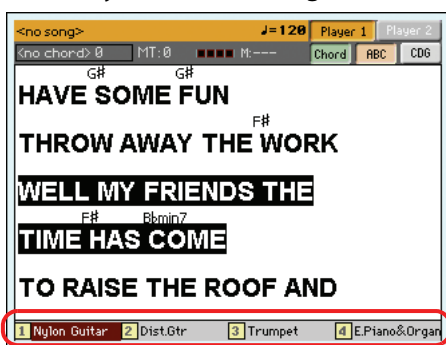 <no song> ♩=120 Player 1 Player 2
<no chord> 0 MT:0 M:--- Chord ABC CDG
G# G#
HAVE SOME FUN
F#
THROW AWAY THE WORK
WELL MY FRIENDS THE
F# B♭min7
TIME HAS COME
TO RAISE THE ROOF AND
1 Nylon Guitar 2 Dist.Gtr 3 Trumpet 4 E.Piano&Organ